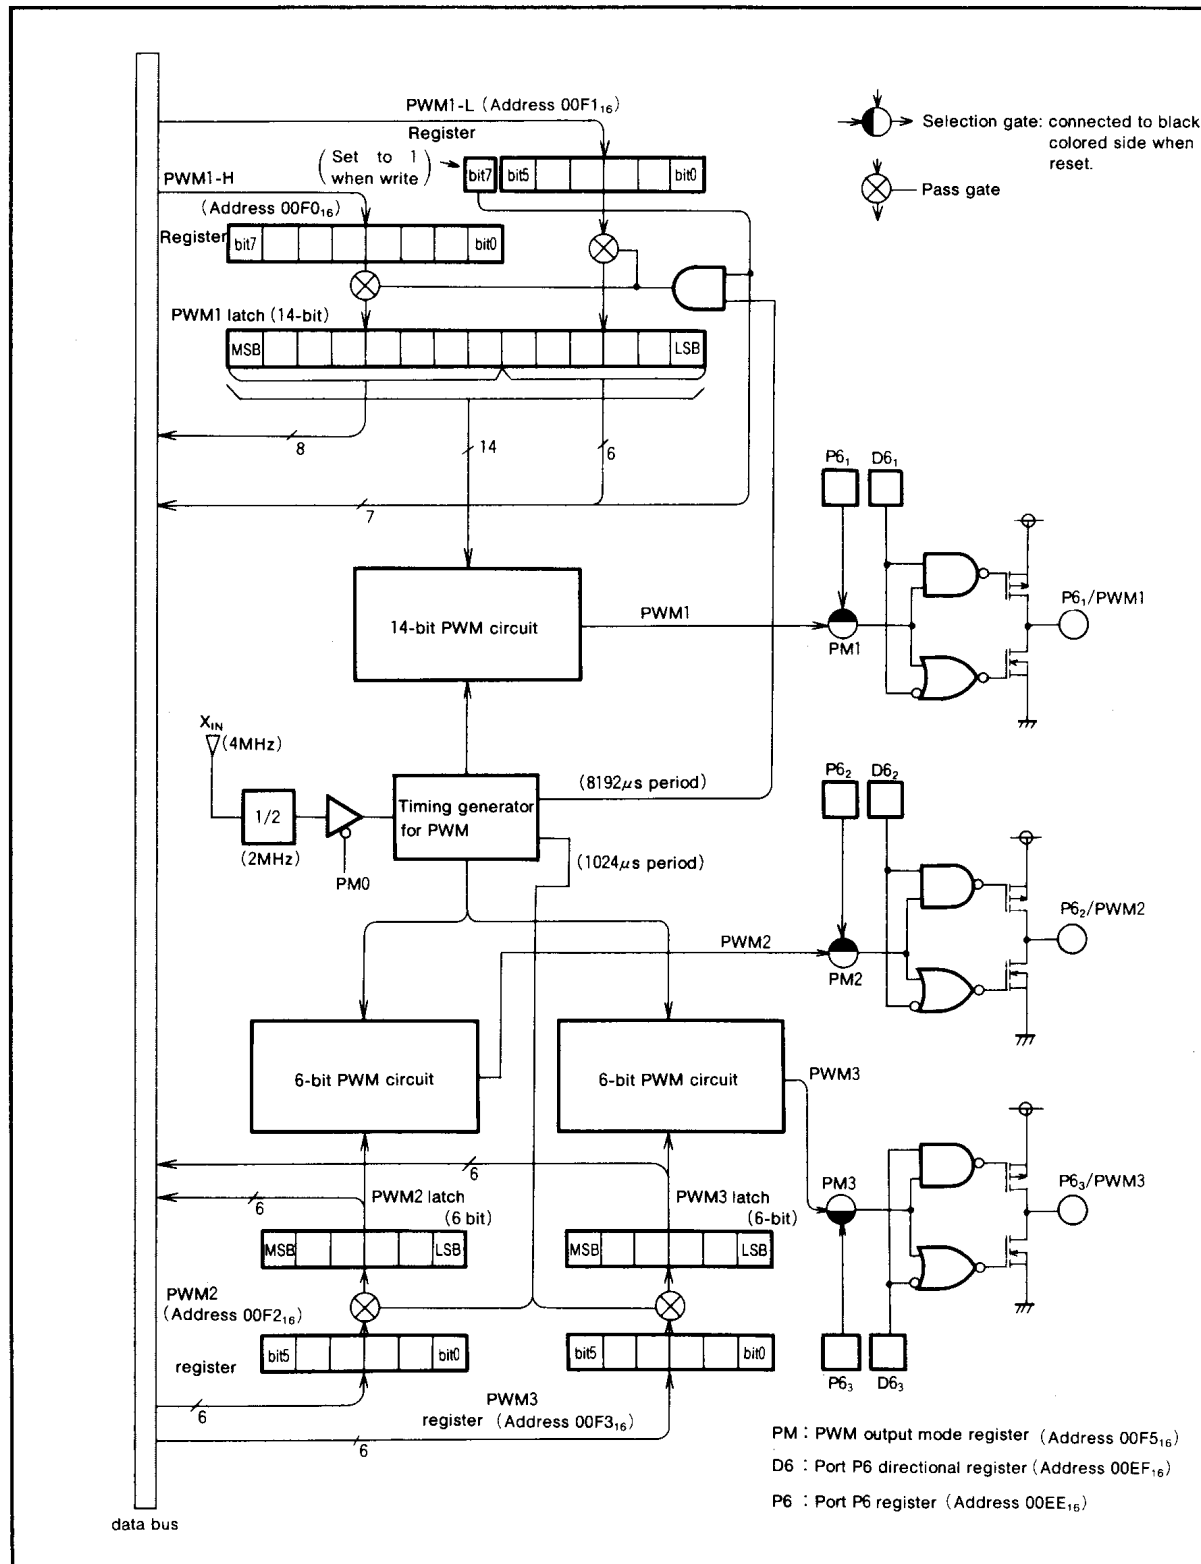 PWM1-L (Address 00F1₁₆)
Register
(Set to 1
when write)
bit7
bit5
bit0
Selection gate: connected to black
colored side when
reset.
Pass gate
PWM1-H
(Address 00F0₁₆)
Register
bit7
bit0
PWM1 latch (14-bit)
MSB
LSB
8
14
6
7
P6₁
D6₁
14-bit PWM circuit
PWM1
PM1
P6₁/PWM1
X_IN
(4MHz)
1/2
(2MHz)
PM0
Timing generator
for PWM
(8192μs period)
(1024μs period)
P6₂
D6₂
PWM2
PM2
P6₂/PWM2
6-bit PWM circuit
6-bit PWM circuit
PWM3
PM3
P6₃/PWM3
6
6
PWM2 latch
(6 bit)
PWM3 latch
(6-bit)
MSB
LSB
MSB
LSB
PWM2
(Address 00F2₁₆)
register
bit5
bit0
bit5
bit0
6
PWM3
register (Address 00F3₁₆)
6
P6₃
D6₃
PM : PWM output mode register (Address 00F5₁₆)
D6 : Port P6 directional register (Address 00EF₁₆)
P6 : Port P6 register (Address 00EE₁₆)
data bus